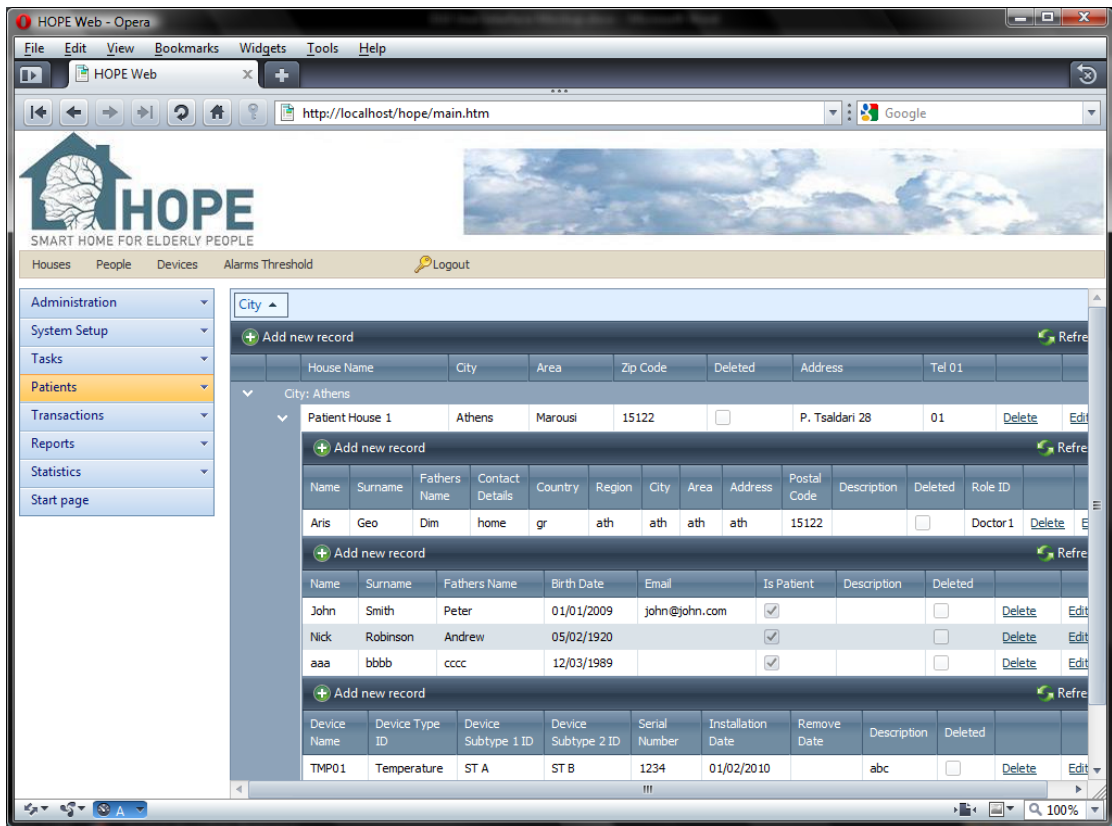 HOPE Web - Opera
File Edit View Bookmarks Widgets Tools Help
HOPE Web
http://localhost/hope/main.htm Google
HOPE
SMART HOME FOR ELDERLY PEOPLE
Houses People Devices Alarms Threshold Logout
Administration
System Setup
Tasks
Patients
Transactions
Reports
Statistics
Start page
City
Add new record Refre
House Name City Area Zip Code Deleted Address Tel 01
City: Athens
Patient House 1 Athens Marousi 15122 P. Tsaldari 28 01 Delete Edit
Add new record Refre
Name Surname Fathers Name Contact Details Country Region City Area Address Postal Code Description Deleted Role ID
Aris Geo Dim home gr ath ath ath ath 15122 Doctor1 Delete E
Add new record Refre
Name Surname Fathers Name Birth Date Email Is Patient Description Deleted
John Smith Peter 01/01/2009 john@john.com Delete Edit
Nick Robinson Andrew 05/02/1920 Delete Edit
aaa bbbb cccc 12/03/1989 Delete Edit
Add new record Refre
Device Name Device Type ID Device Subtype 1 ID Device Subtype 2 ID Serial Number Installation Date Remove Date Description Deleted
TMP01 Temperature ST A ST B 1234 01/02/2010 abc Delete Edit
A 100%